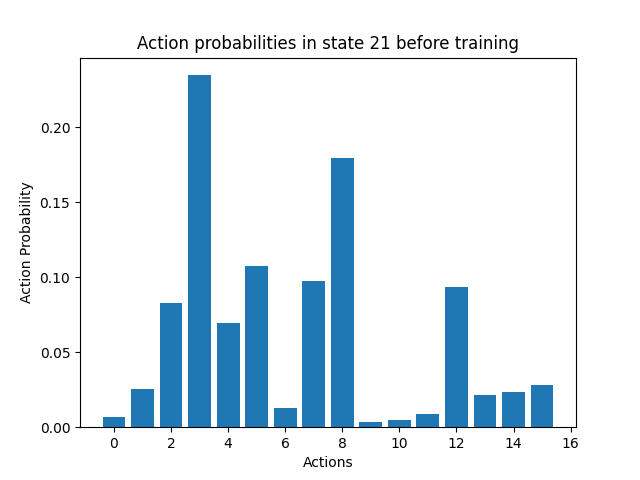 Action probabilities in state 21 before training
Action Probability
0.20
0.15
0.10
0.05
0.00
0 2 4 6 8 10 12 14 16
Actions